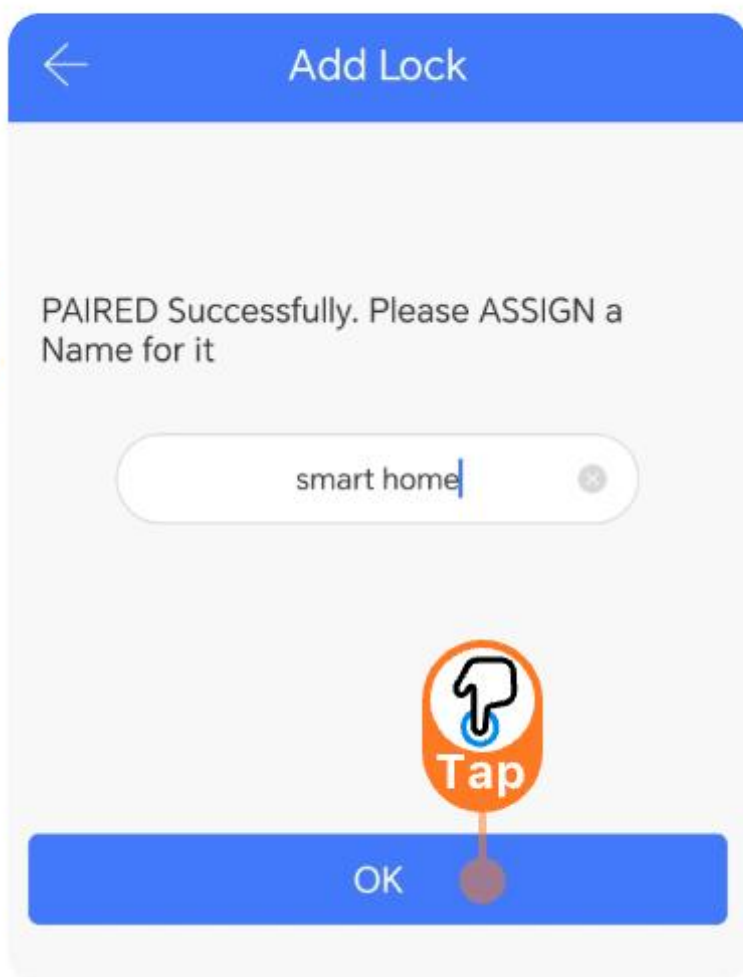 Add Lock
PAIRED Successfully. Please ASSIGN a
Name for it
smart home
Tap
OK